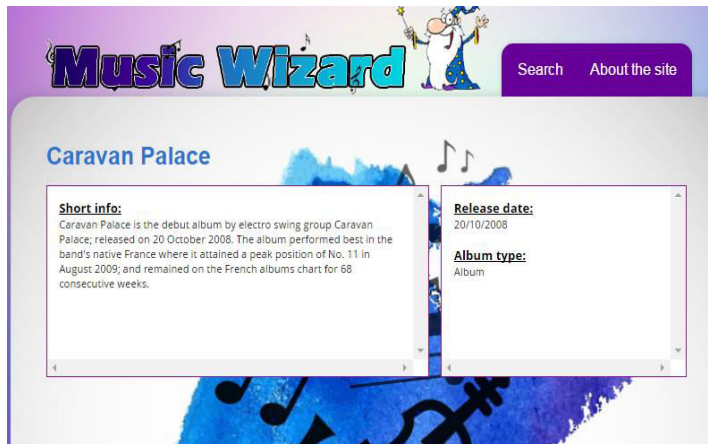 Music Wizard
Search About the site
Caravan Palace
Short info:
Caravan Palace is the debut album by electro swing group Caravan
Palace; released on 20 October 2008. The album performed best in the
band's native France where it attained a peak position of No. 11 in
August 2009; and remained on the French albums chart for 68
consecutive weeks.
Release date:
20/10/2008
Album type:
Album